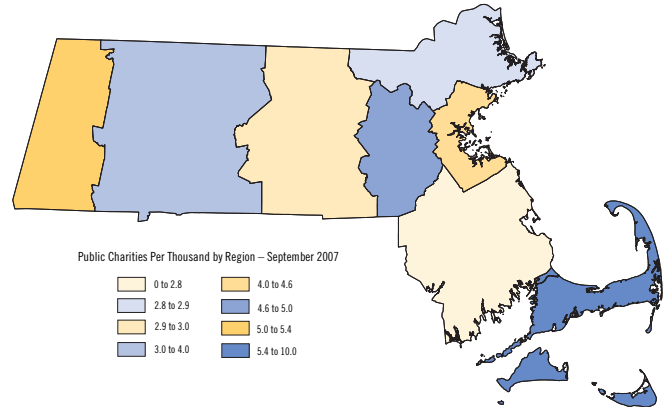 Public Charities Per Thousand by Region – September 2007
0 to 2.8
2.8 to 2.9
2.9 to 3.0
3.0 to 4.0
4.0 to 4.6
4.6 to 5.0
5.0 to 5.4
5.4 to 10.0